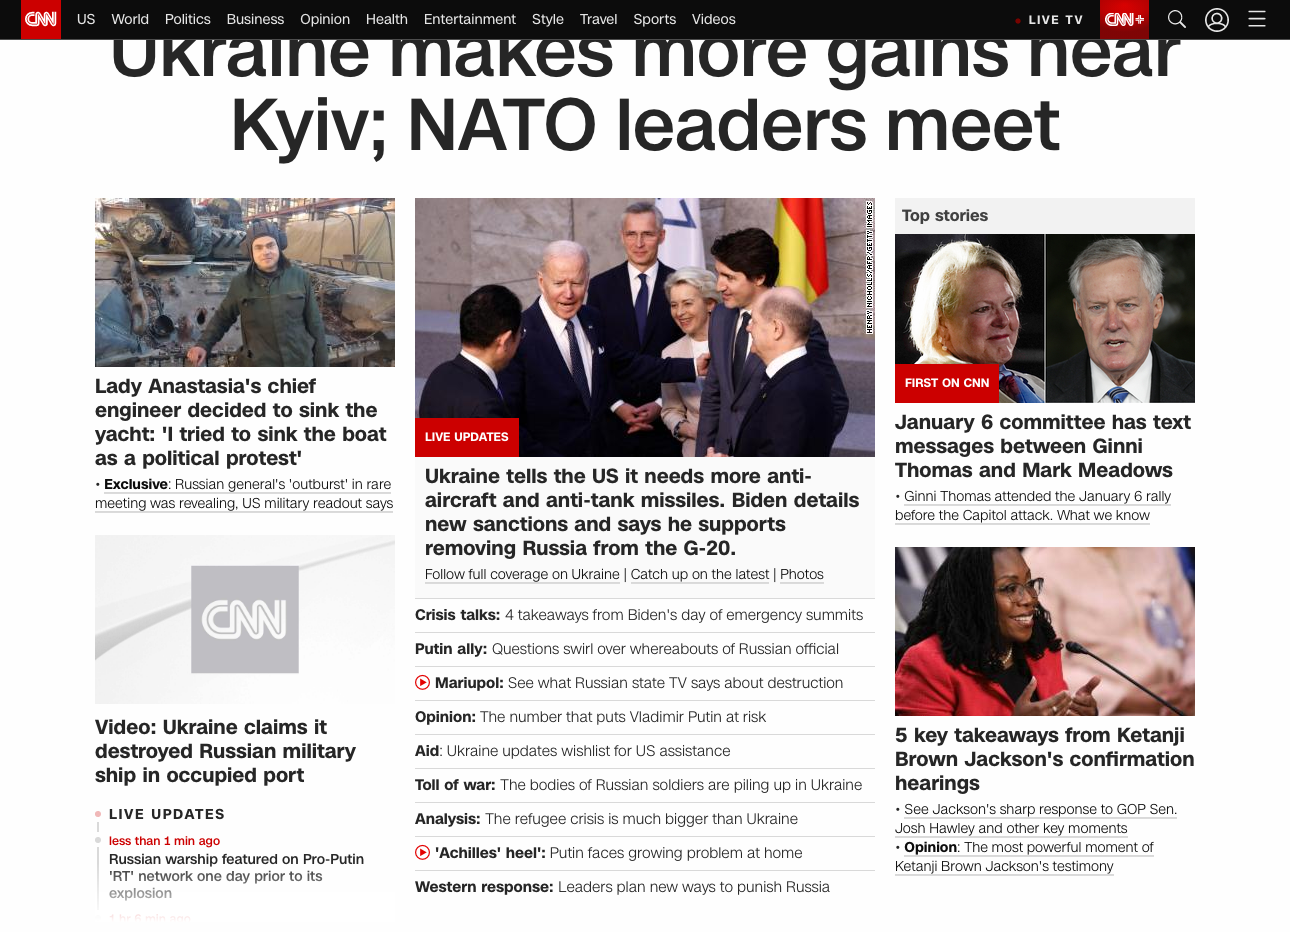 CNN US World Politics Business Opinion Health Entertainment Style Travel Sports Videos LIVE TV CNN+
Ukraine makes more gains near
Kyiv; NATO leaders meet
Lady Anastasia's chief
engineer decided to sink the
yacht: 'I tried to sink the boat
as a political protest'
• Exclusive: Russian general's 'outburst' in rare
meeting was revealing, US military readout says
CNN
Video: Ukraine claims it
destroyed Russian military
ship in occupied port
LIVE UPDATES
less than 1 min ago
Russian warship featured on Pro-Putin
'RT' network one day prior to its
explosion
1 hr 6 min ago
HENRY NICHOLLS/AFP/GETTY IMAGES
LIVE UPDATES
Ukraine tells the US it needs more anti-
aircraft and anti-tank missiles. Biden details
new sanctions and says he supports
removing Russia from the G-20.
Follow full coverage on Ukraine | Catch up on the latest | Photos
Crisis talks: 4 takeaways from Biden's day of emergency summits
Putin ally: Questions swirl over whereabouts of Russian official
Mariupol: See what Russian state TV says about destruction
Opinion: The number that puts Vladimir Putin at risk
Aid: Ukraine updates wishlist for US assistance
Toll of war: The bodies of Russian soldiers are piling up in Ukraine
Analysis: The refugee crisis is much bigger than Ukraine
'Achilles' heel': Putin faces growing problem at home
Western response: Leaders plan new ways to punish Russia
Top stories
FIRST ON CNN
January 6 committee has text
messages between Ginni
Thomas and Mark Meadows
• Ginni Thomas attended the January 6 rally
before the Capitol attack. What we know
5 key takeaways from Ketanji
Brown Jackson's confirmation
hearings
• See Jackson's sharp response to GOP Sen.
Josh Hawley and other key moments
• Opinion: The most powerful moment of
Ketanji Brown Jackson's testimony